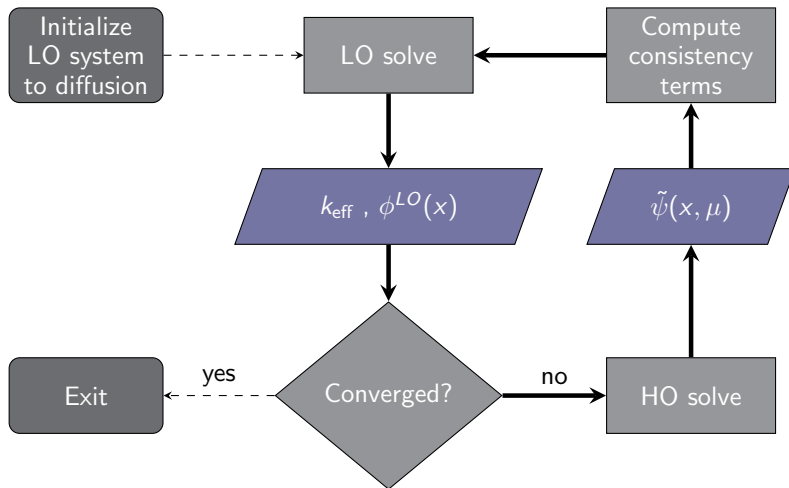 Initialize
LO system
to diffusion
LO solve
Compute
consistency
terms
k_eff , ϕ^{LO}(x)
ψ̃(x, μ)
Exit
yes
Converged?
no
HO solve